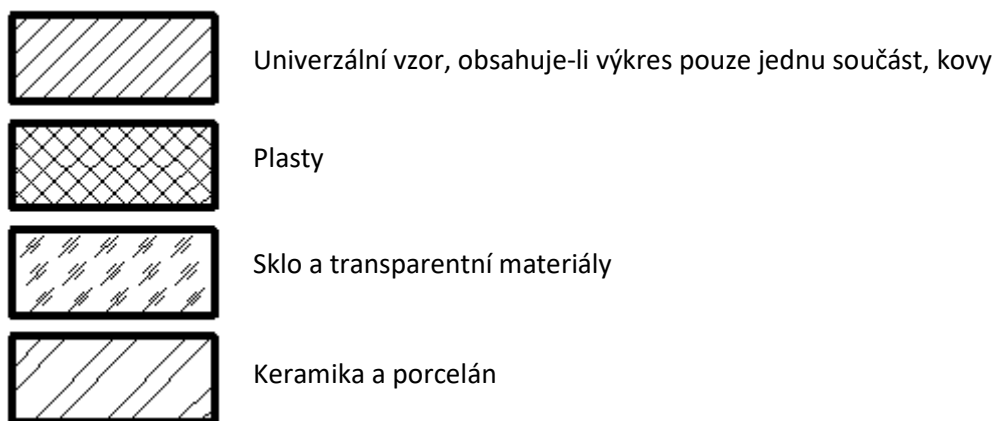 Univerzální vzor, obsahuje-li výkres pouze jednu součást, kovy
Plasty
Sklo a transparentní materiály
Keramika a porcelán